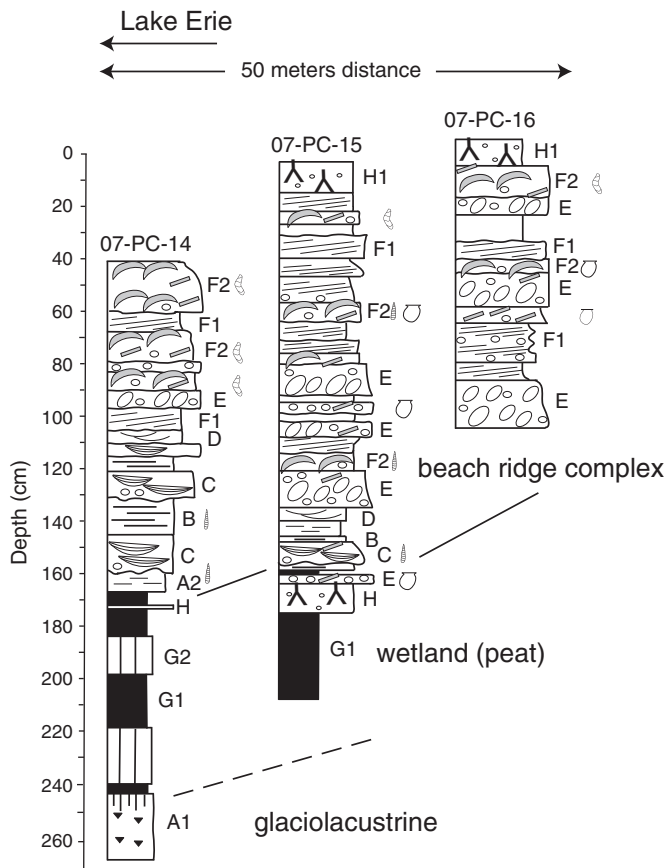 Lake Erie
50 meters distance
07-PC-16
07-PC-15
07-PC-14
Depth (cm)
0
20
40
60
80
100
120
140
160
180
200
220
240
260
F2
F1
F2
E
F1
D
C
B
C
A2
H
G2
G1
A1
H1
F1
F2
E
E
F2
E
D
B
C
E
H
G1
H1
F2
E
F1
F2
E
F1
E
beach ridge complex
wetland (peat)
glaciolacustrine